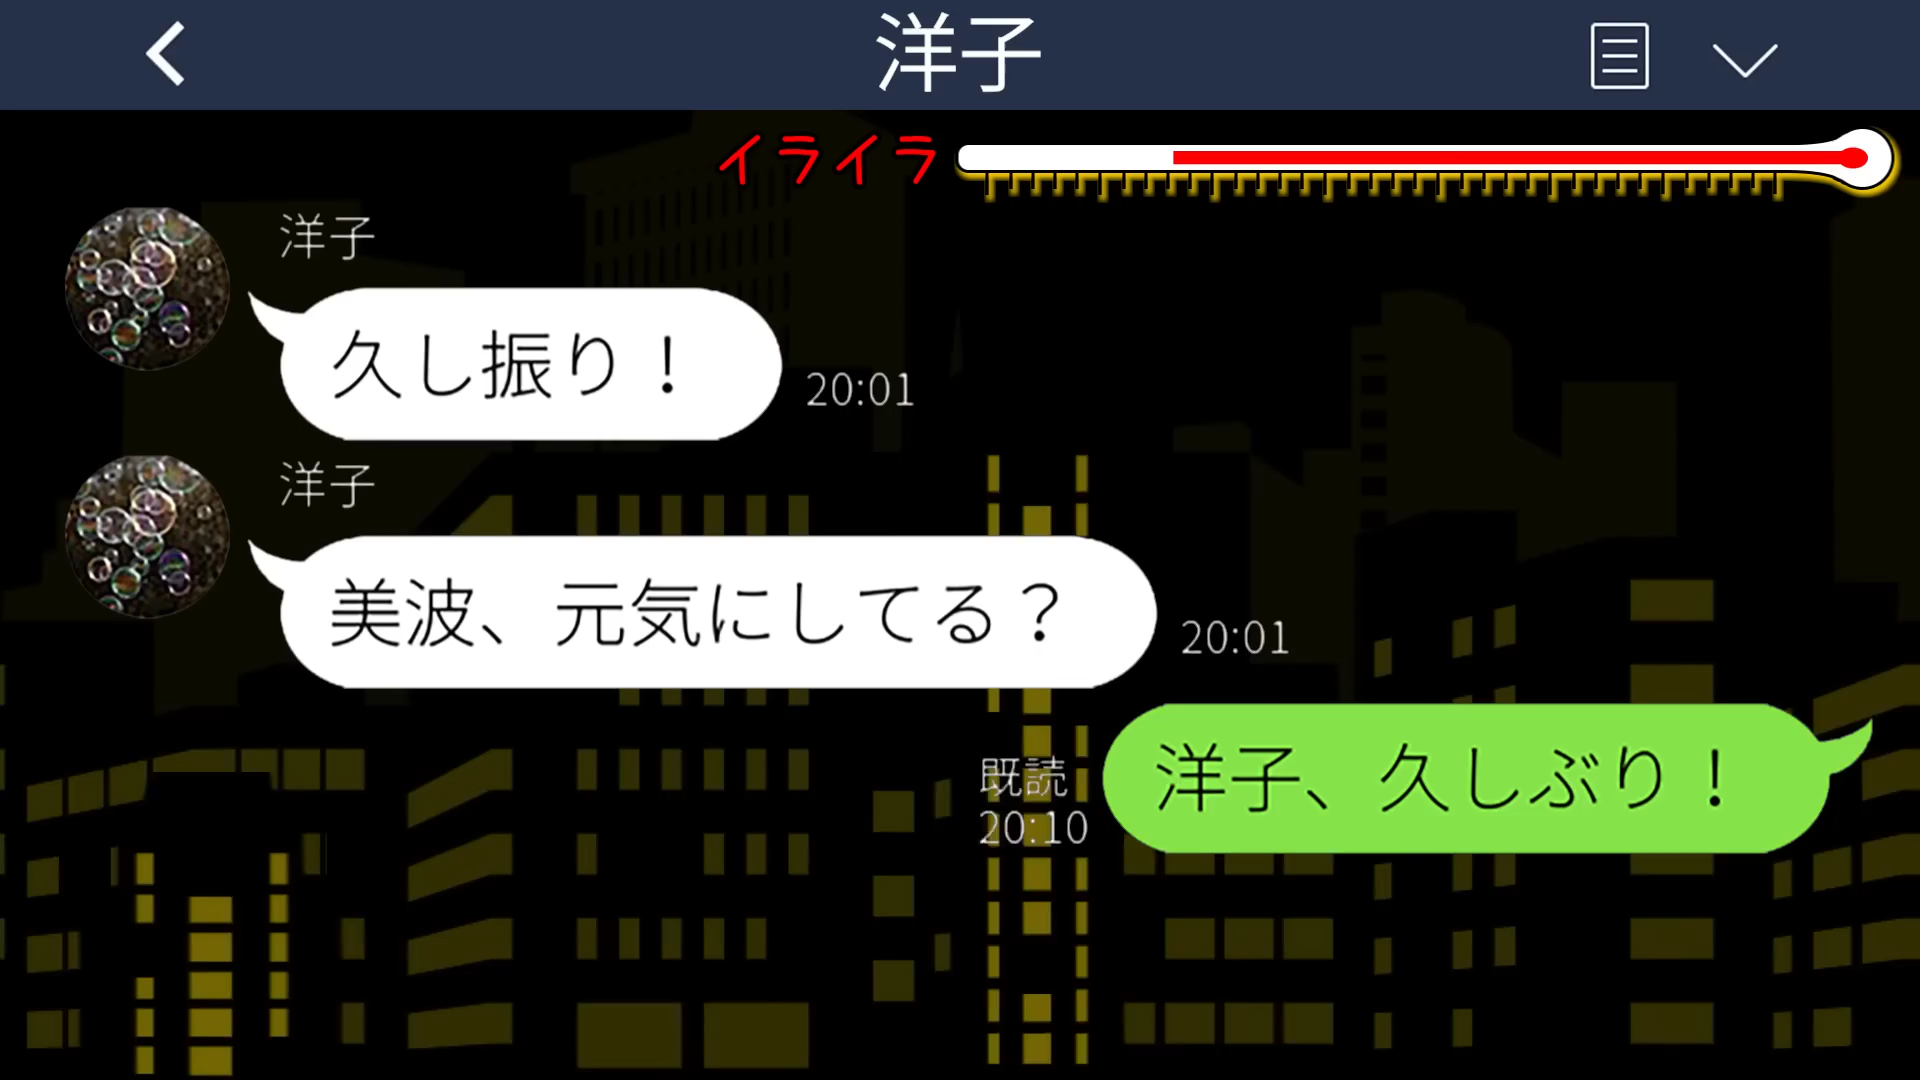 洋子
イライラ
洋子
久し振り！
20:01
洋子
美波、元気にしてる？
20:01
洋子、久しぶり！
既読
20:10